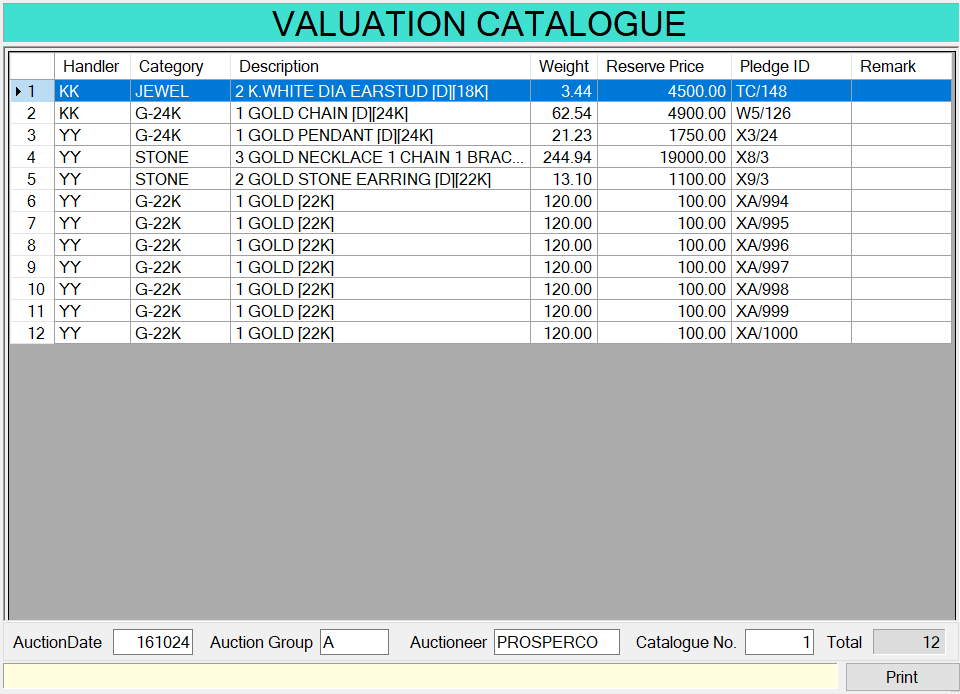 VALUATION CATALOGUE
Handler Category Description Weight Reserve Price Pledge ID Remark
1 KK JEWEL 2 K.WHITE DIA EARSTUD [D][18K] 3.44 4500.00 TC/148
2 KK G-24K 1 GOLD CHAIN [D][24K] 62.54 4900.00 W5/126
3 YY G-24K 1 GOLD PENDANT [D][24K] 21.23 1750.00 X3/24
4 YY STONE 3 GOLD NECKLACE 1 CHAIN 1 BRAC... 244.94 19000.00 X8/3
5 YY STONE 2 GOLD STONE EARRING [D][22K] 13.10 1100.00 X9/3
6 YY G-22K 1 GOLD [22K] 120.00 100.00 XA/994
7 YY G-22K 1 GOLD [22K] 120.00 100.00 XA/995
8 YY G-22K 1 GOLD [22K] 120.00 100.00 XA/996
9 YY G-22K 1 GOLD [22K] 120.00 100.00 XA/997
10 YY G-22K 1 GOLD [22K] 120.00 100.00 XA/998
11 YY G-22K 1 GOLD [22K] 120.00 100.00 XA/999
12 YY G-22K 1 GOLD [22K] 120.00 100.00 XA/1000
AuctionDate 161024 Auction Group A Auctioneer PROSPERCO Catalogue No. 1 Total 12
Print